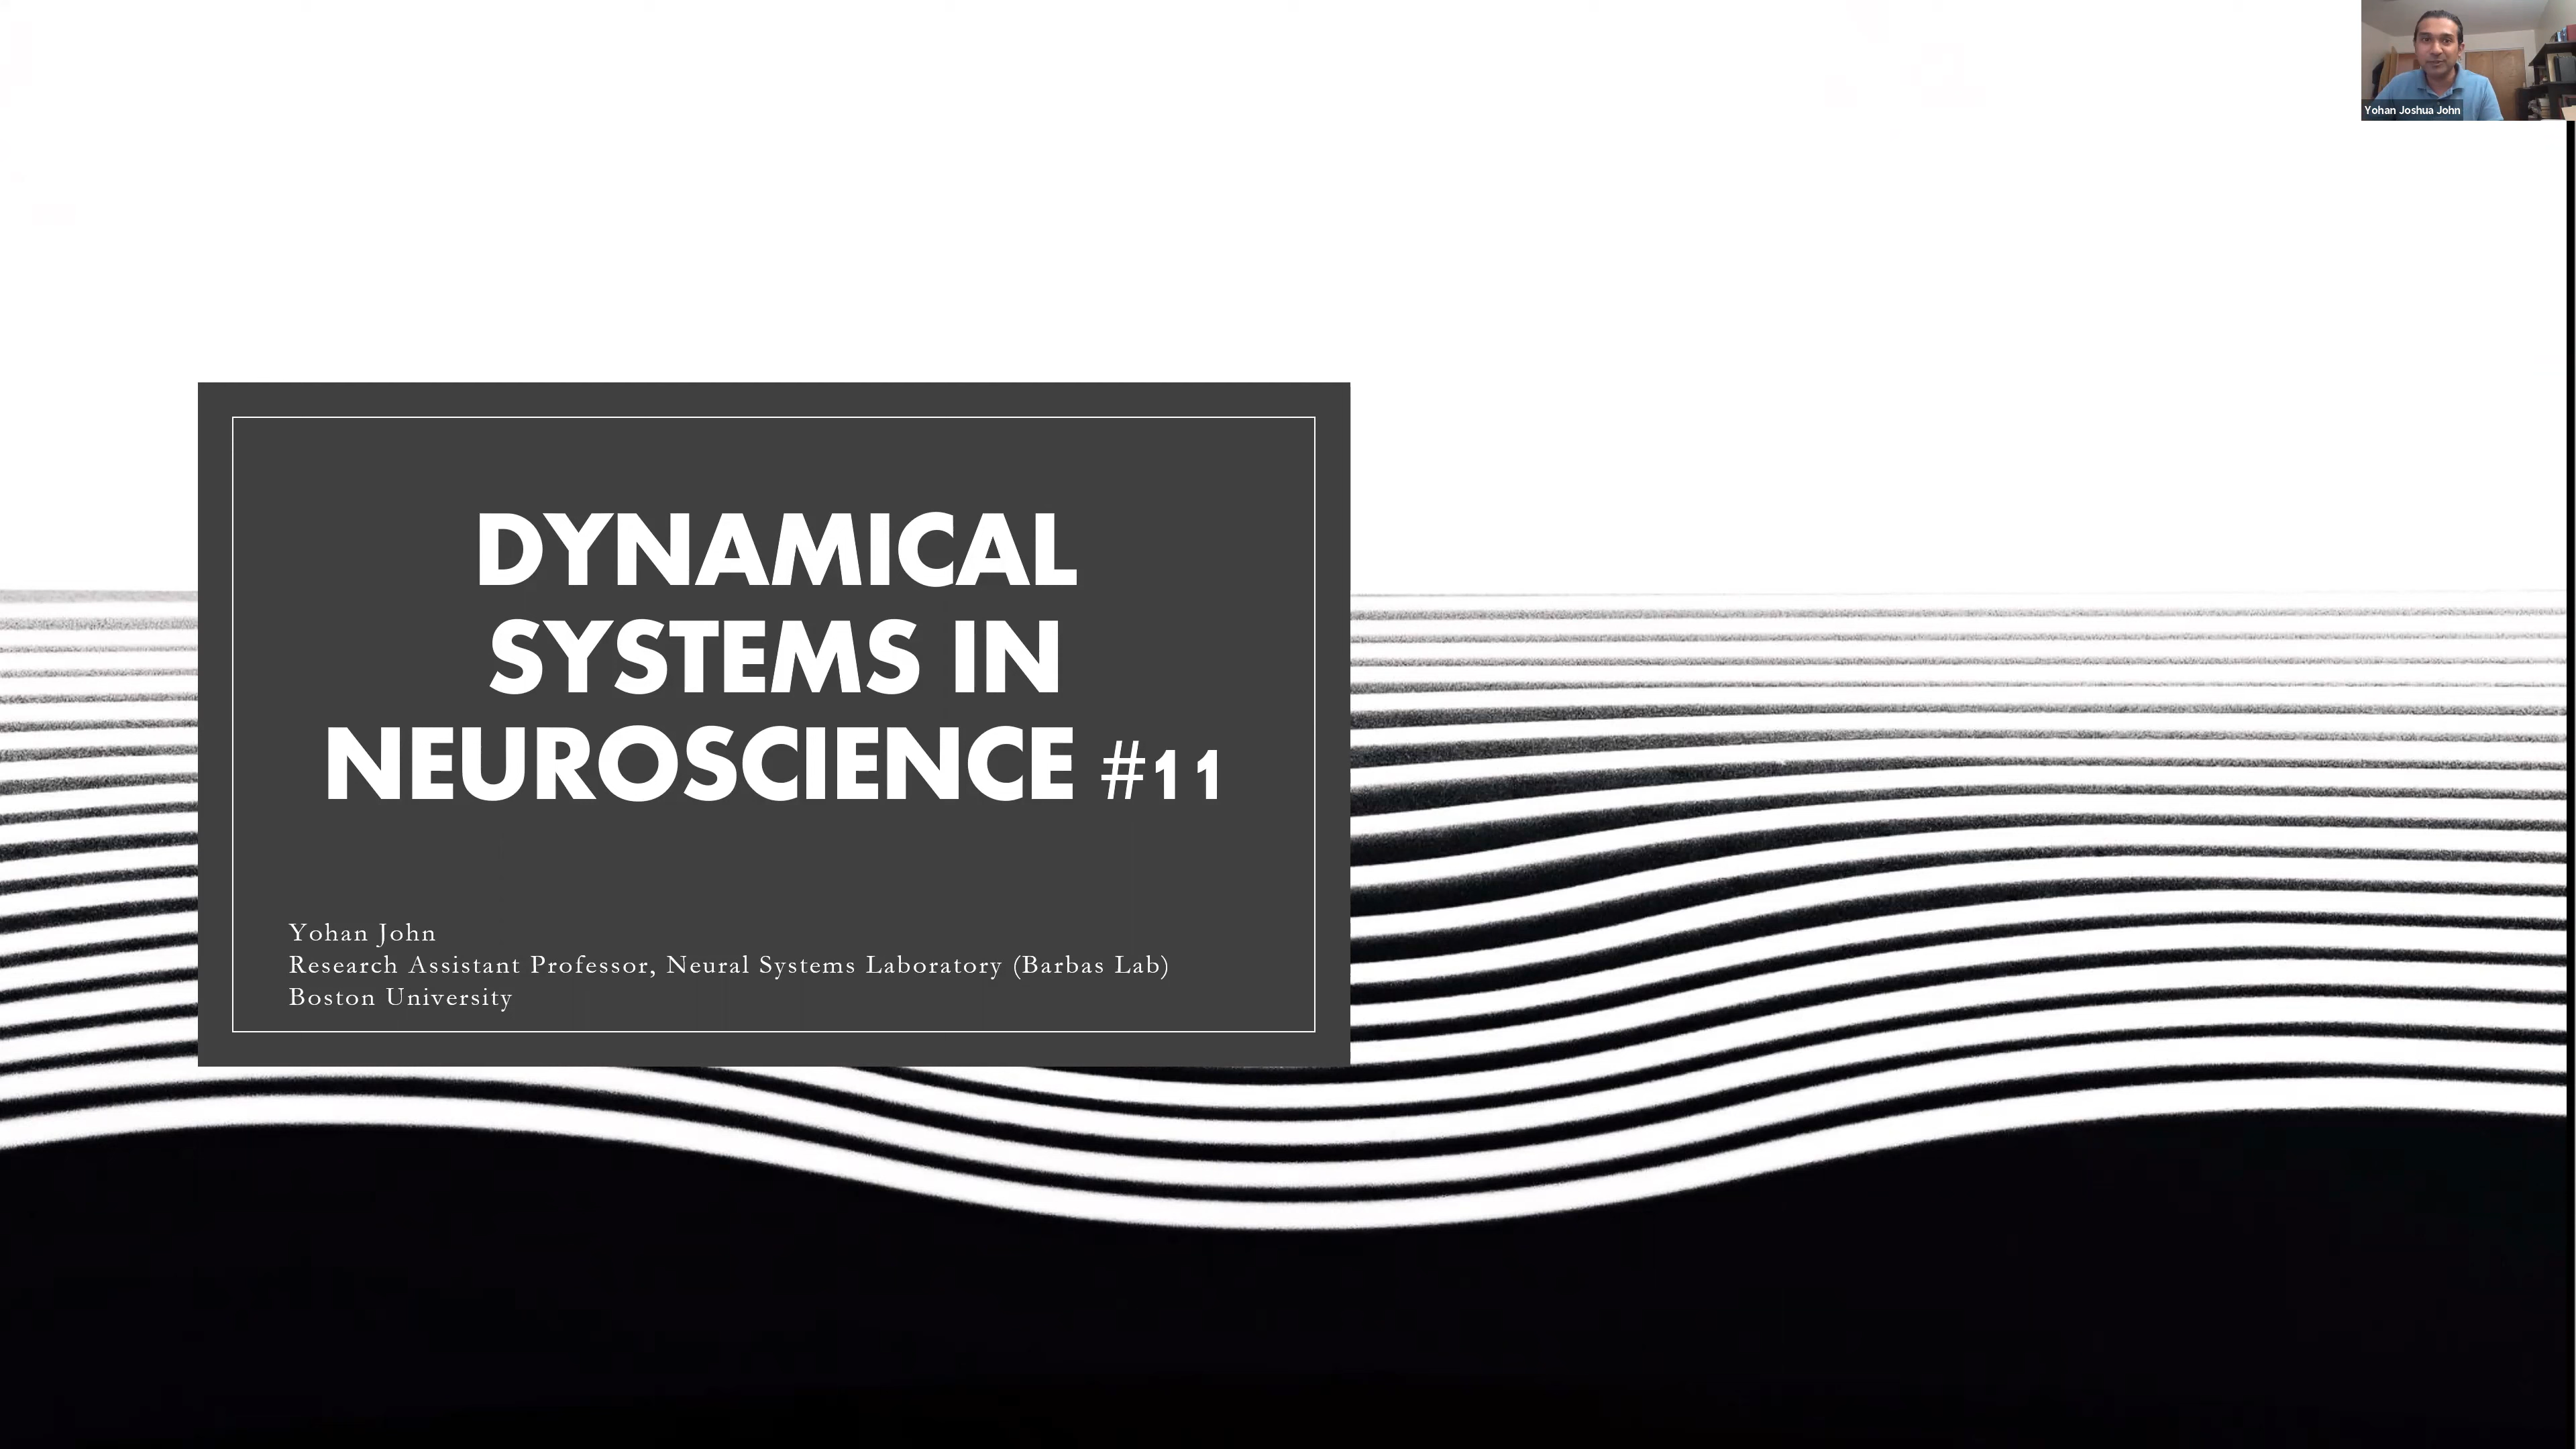 Yohan Joshua John
DYNAMICAL
SYSTEMS IN
NEUROSCIENCE #11
Yohan John
Research Assistant Professor, Neural Systems Laboratory (Barbas Lab)
Boston University